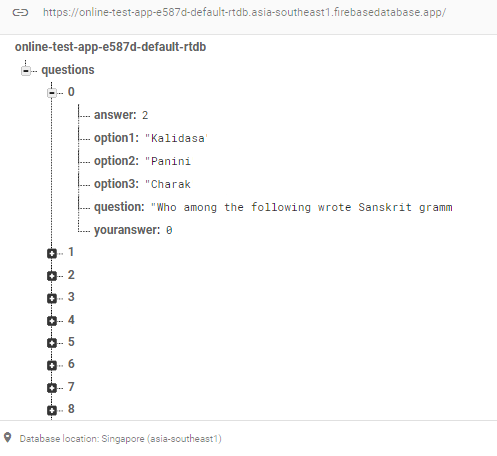 https://online-test-app-e587d-default-rtdb.asia-southeast1.firebasedatabase.app/
online-test-app-e587d-default-rtdb
questions
0
answer: 2
option1: "Kalidasa'
option2: "Panini
option3: "Charak
question: "Who among the following wrote Sanskrit gramm
youranswer: 0
1
2
3
4
5
6
7
8
Database location: Singapore (asia-southeast1)